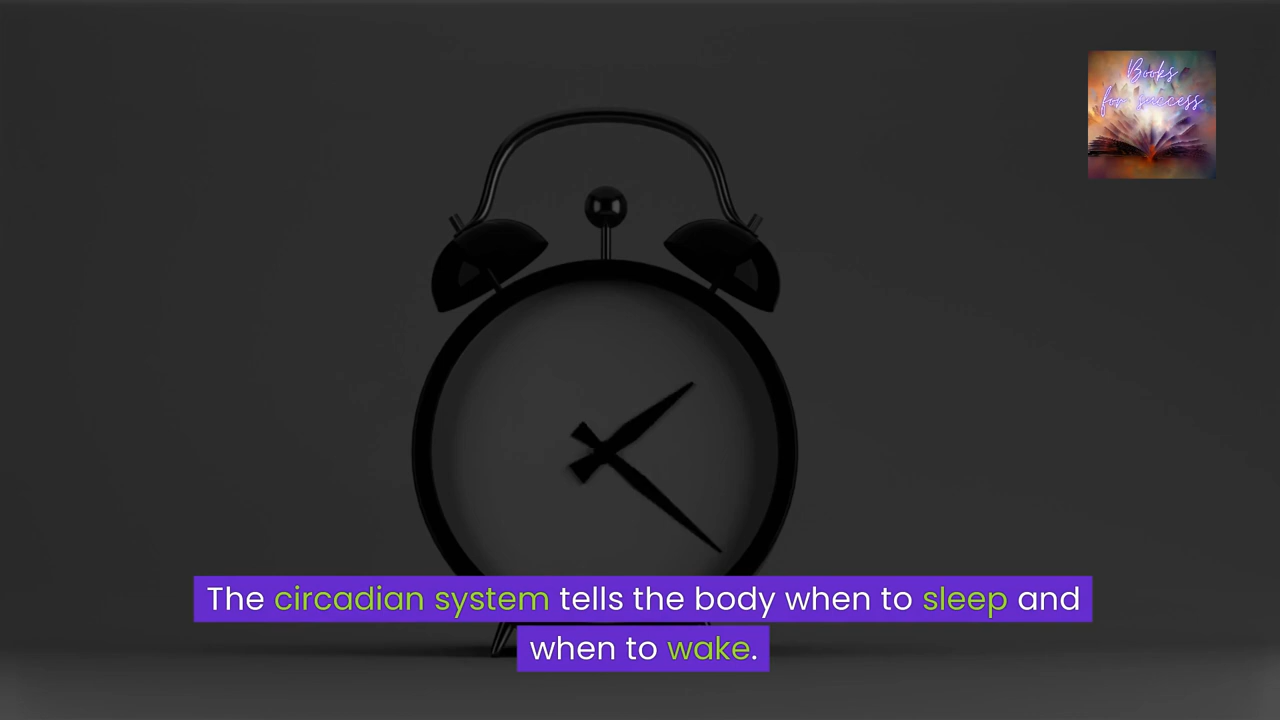 Books
for success
The circadian system tells the body when to sleep and
when to wake.